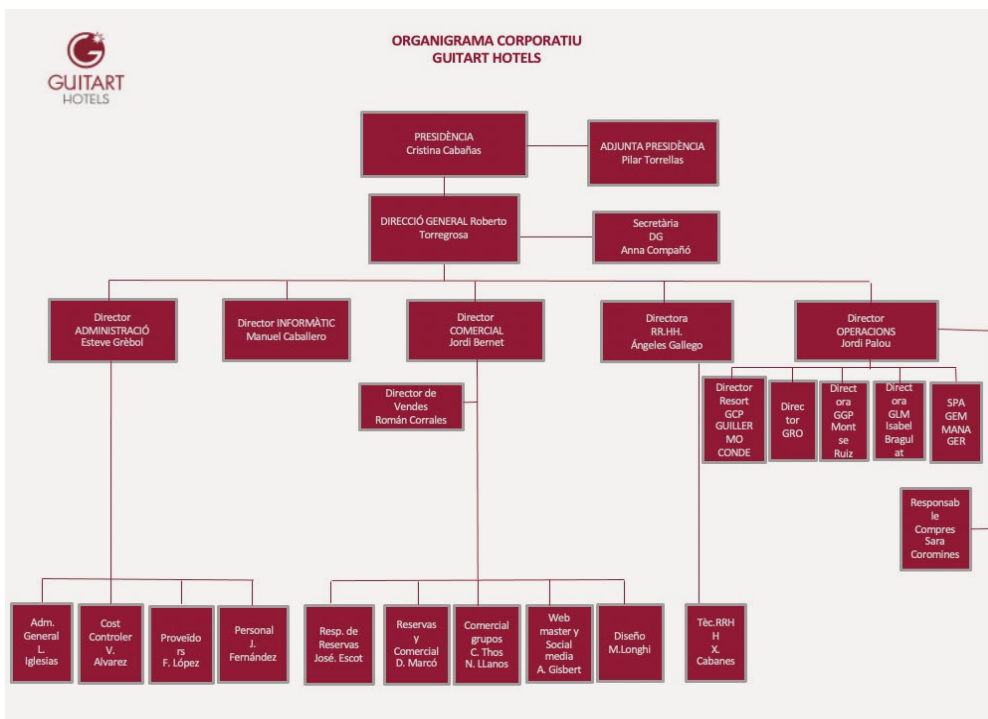 ORGANIGRAMA CORPORATIU
GUITART HOTELS
GUITART
HOTELS
PRESIDÈNCIA
Cristina Cabañas
ADJUNTA PRESIDÈNCIA
Pilar Torrellas
DIRECCIÓ GENERAL Roberto
Torregrosa
Secretària
DG
Anna Compañó
Director
ADMINISTRACIÓ
Esteve Grèbol
Director INFORMÀTIC
Manuel Caballero
Director
COMERCIAL
Jordi Bernet
Directora
RR.HH.
Ángeles Gallego
Director
OPERACIONS
Jordi Palou
Director de
Vendes
Román Corrales
Director
Resort
GCP
GUILLER
MO
CONDE
Direc
tor
GRO
Direct
ora
GGP
Mont
se
Ruiz
Direct
ora
GLM
Isabel
Bragul
at
SPA
GEM
MANA
GER
Responsab
le
Compres
Sara
Coromines
Adm.
General
L.
Iglesias
Cost
Controler
V.
Alvarez
Proveïdo
rs
F. López
Personal
J.
Fernández
Resp. de
Reservas
José. Escot
Reservas
y
Comercial
D. Marcó
Comercial
grupos
C. Thos
N. LLanos
Web
master y
Social
media
A. Gisbert
Diseño
M.Longhi
Tèc.RRH
H
X.
Cabanes